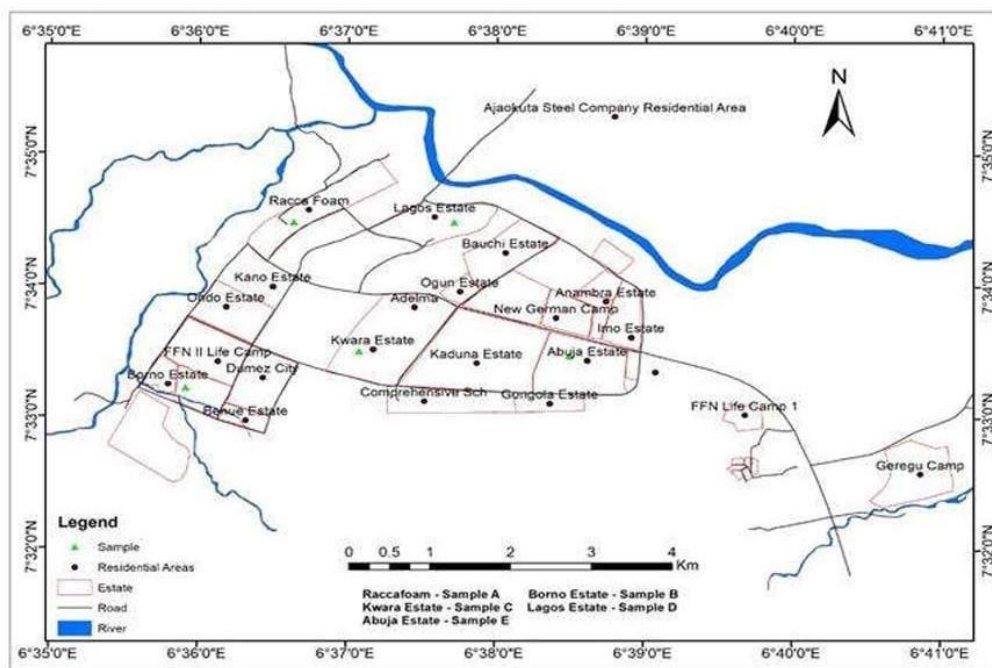 6°35'0"E 6°36'0"E 6°37'0"E 6°38'0"E 6°39'0"E 6°40'0"E 6°41'0"E
N
Ajaokuta Steel Company Residential Area
7°35'0"N 7°35'0"N
Racca Foam
Lagos Estate
Bauchi Estate
7°34'0"N 7°34'0"N
Kano Estate
Ogun Estate
Ondo Estate
Adelma
Anambra Estate
New German Camp
Imo Estate
Kwara Estate
FFN II Life Camp
Kaduna Estate
Abuja Estate
Borno Estate
Dumez City
Comprehensive Sch
Gongola Estate
Benue Estate
FFN Life Camp 1
7°33'0"N 7°33'0"N
Geregu Camp
7°32'0"N 7°32'0"N
Legend
Sample
Residential Areas
Estate
Road
River
0 0.5 1 2 3 4
Km
Raccafoam - Sample A Borno Estate - Sample B
Kwara Estate - Sample C Lagos Estate - Sample D
Abuja Estate - Sample E
6°35'0"E 6°36'0"E 6°37'0"E 6°38'0"E 6°39'0"E 6°40'0"E 6°41'0"E